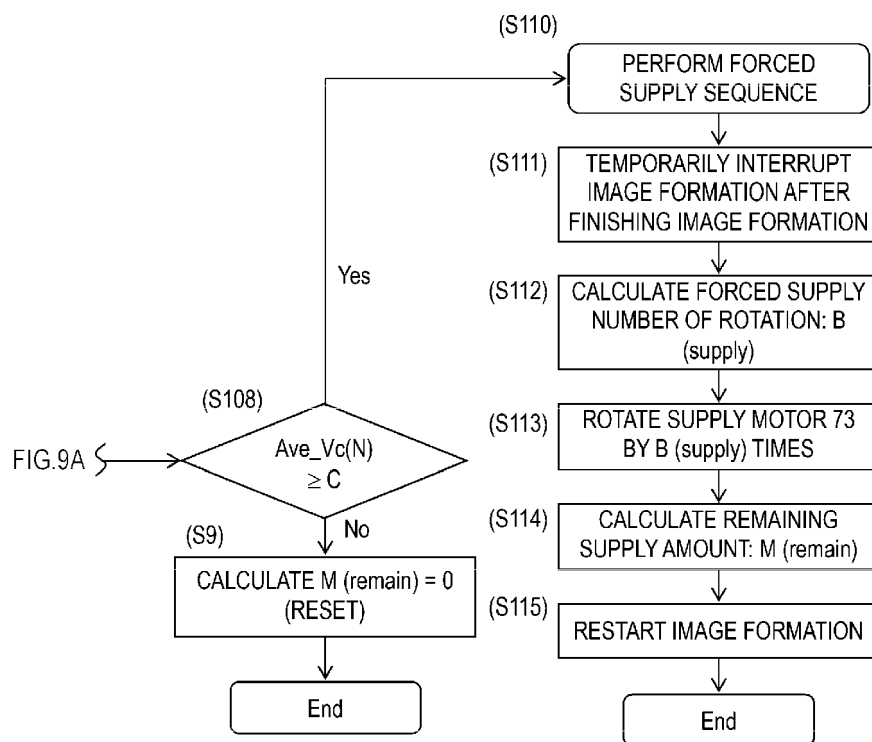 (S110)
PERFORM FORCED
SUPPLY SEQUENCE
(S111)
TEMPORARILY INTERRUPT
IMAGE FORMATION AFTER
FINISHING IMAGE FORMATION
Yes
(S112)
CALCULATE FORCED SUPPLY
NUMBER OF ROTATION: B
(supply)
(S108)
FIG.9A
Ave_Vc(N)
≥ C
(S113)
ROTATE SUPPLY MOTOR 73
BY B (supply) TIMES
No
(S9)
CALCULATE M (remain) = 0
(RESET)
(S114)
CALCULATE REMAINING
SUPPLY AMOUNT: M (remain)
(S115)
RESTART IMAGE FORMATION
End
End